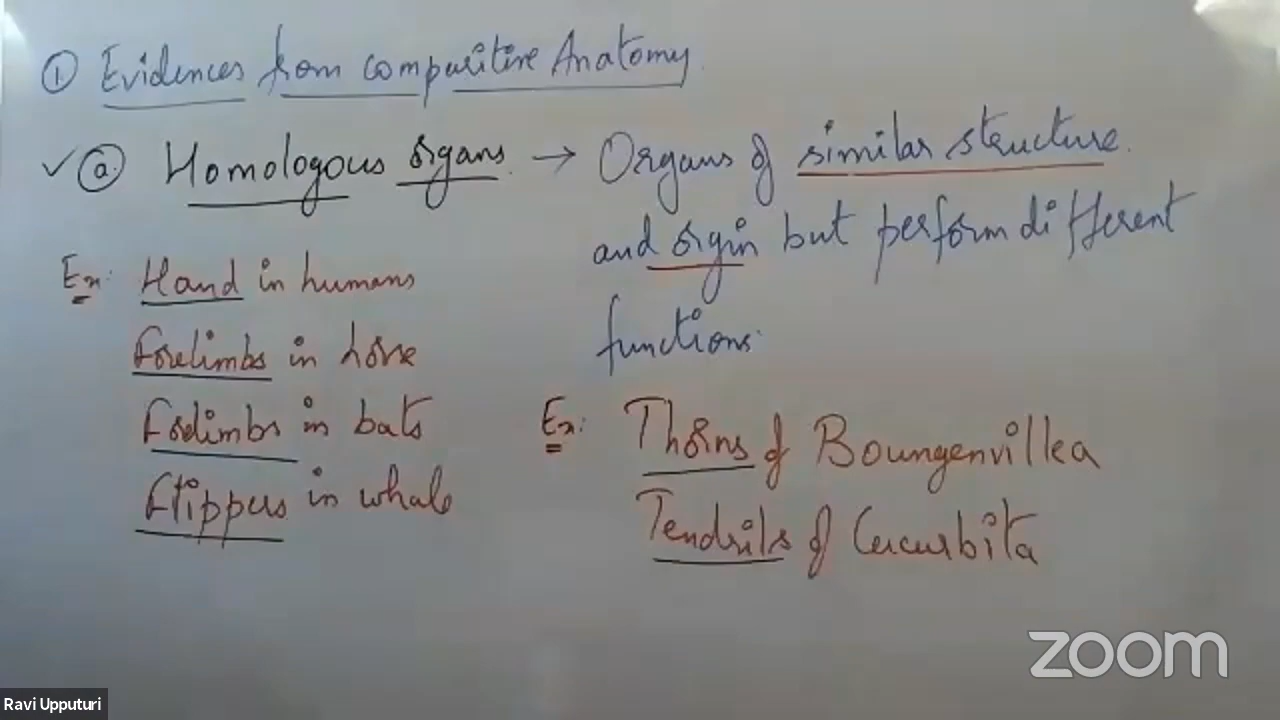 ① Evidences from comparitive Anatomy
✓ ⓐ Homologous organs. → Organs of similar structure.
and orgin but perform different
functions.
Ex: Hand in humans
Forelimbs in horse
Forlimbs in bats
Flippers in whale
Ex: Thorns of Boungenvillea
Tendrils of Cucurbita
zoom
Ravi Upputuri